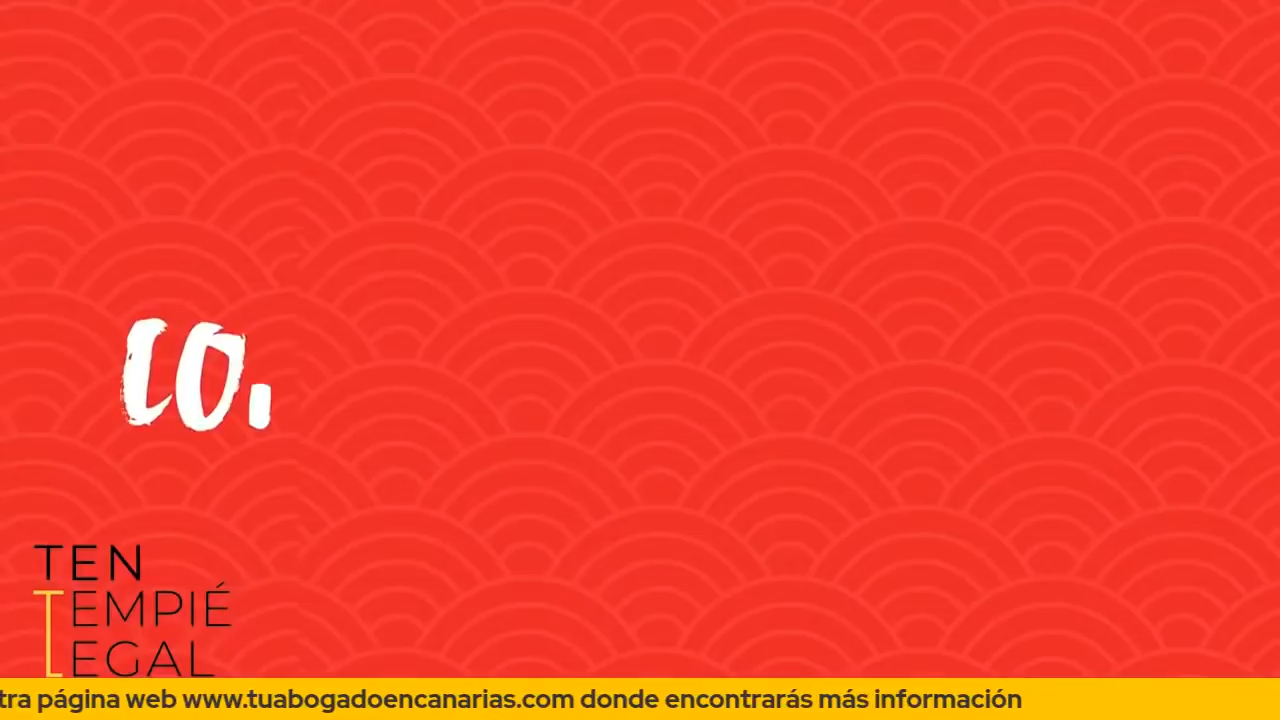 co.
TEN
TEMPIÉ
LEGAL
tra página web www.tuabogadoencanarias.com donde encontrarás más información